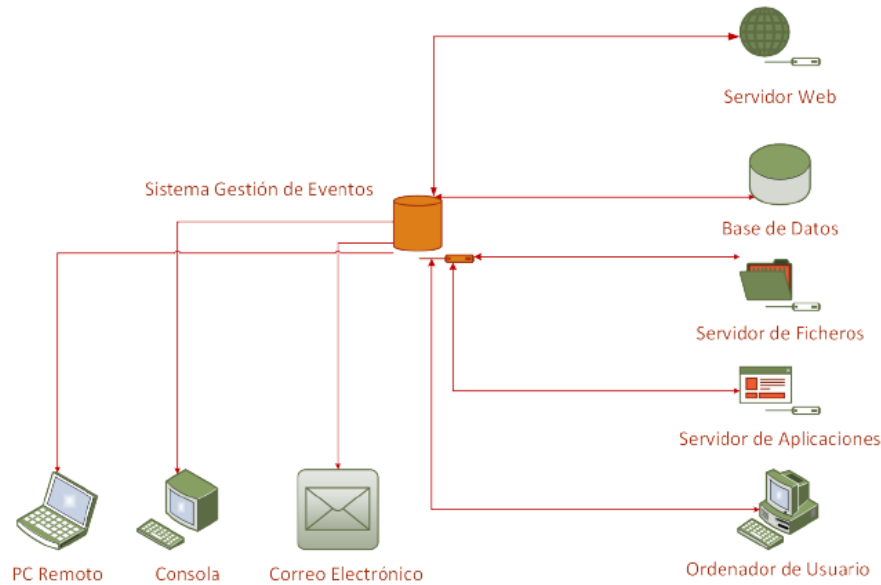 Servidor Web
Sistema Gestión de Eventos
Base de Datos
Servidor de Ficheros
Servidor de Aplicaciones
PC Remoto
Consola
Correo Electrónico
Ordenador de Usuario